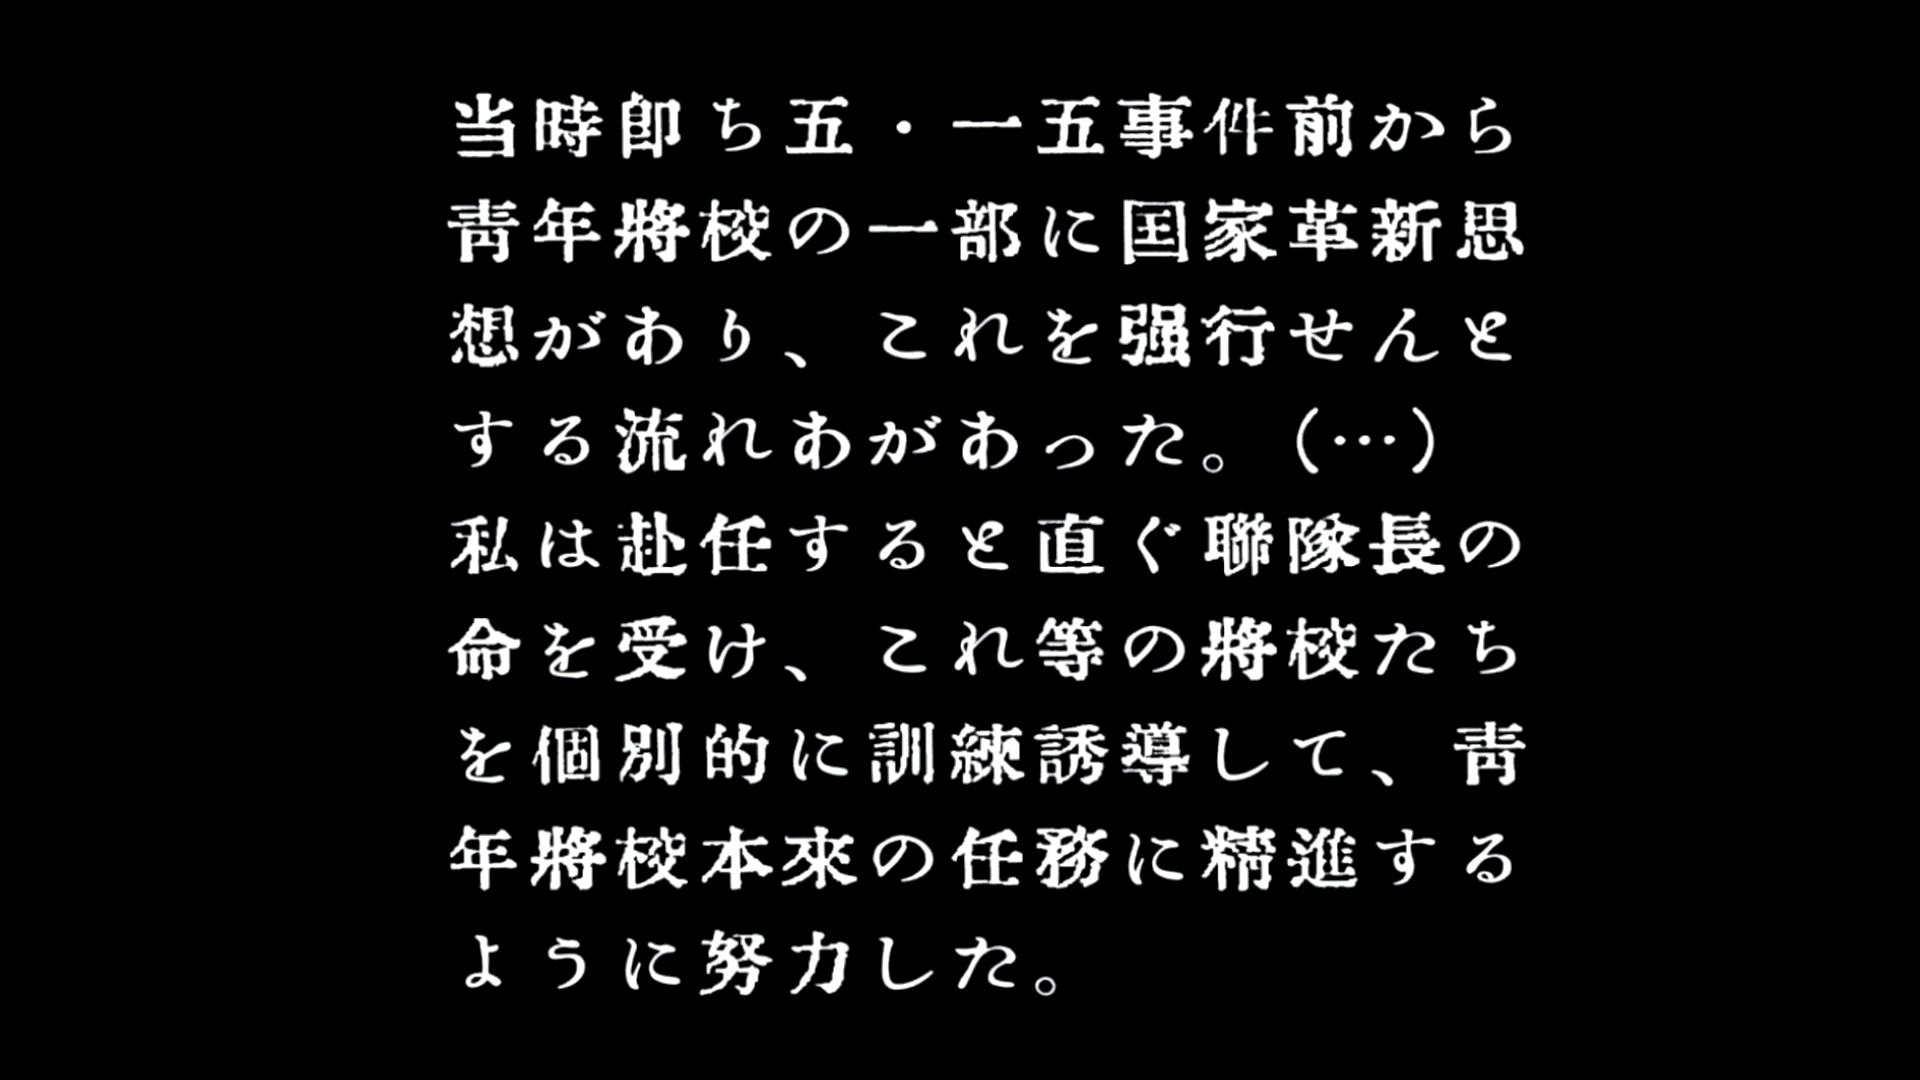 当時卽ち五・一五事件前から
靑年將校の一部に国家革新思
想があり、これを强行せんと
する流れあがあった。(…)
私は赴任すると直ぐ聯隊長の
命を受け、これ等の將校たち
を個別的に訓練誘導して、靑
年將校本來の任務に精進する
ように努力した。